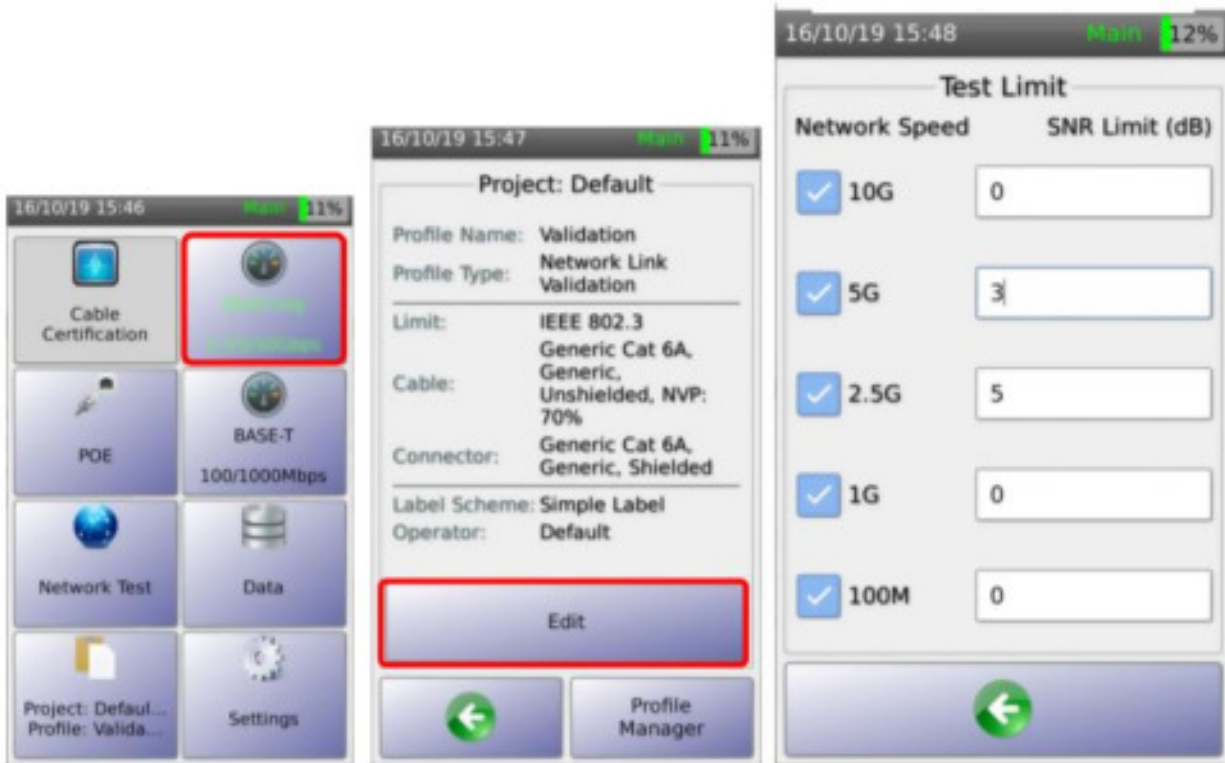 16/10/19 15:46 Main 11%
Cable
Certification
POE
BASE-T
100/1000Mbps
Network Test
Data
Project: Defaul...
Profile: Valida...
Settings
16/10/19 15:47 Main 11%
Project: Default
Profile Name: Validation
Profile Type: Network Link
Validation
Limit: IEEE 802.3
Cable: Generic Cat 6A,
Generic,
Unshielded, NVP:
70%
Connector: Generic Cat 6A,
Generic, Shielded
Label Scheme: Simple Label
Operator: Default
Edit
Profile
Manager
16/10/19 15:48 Main 12%
Test Limit
Network Speed SNR Limit (dB)
10G 0
5G 3
2.5G 5
1G 0
100M 0